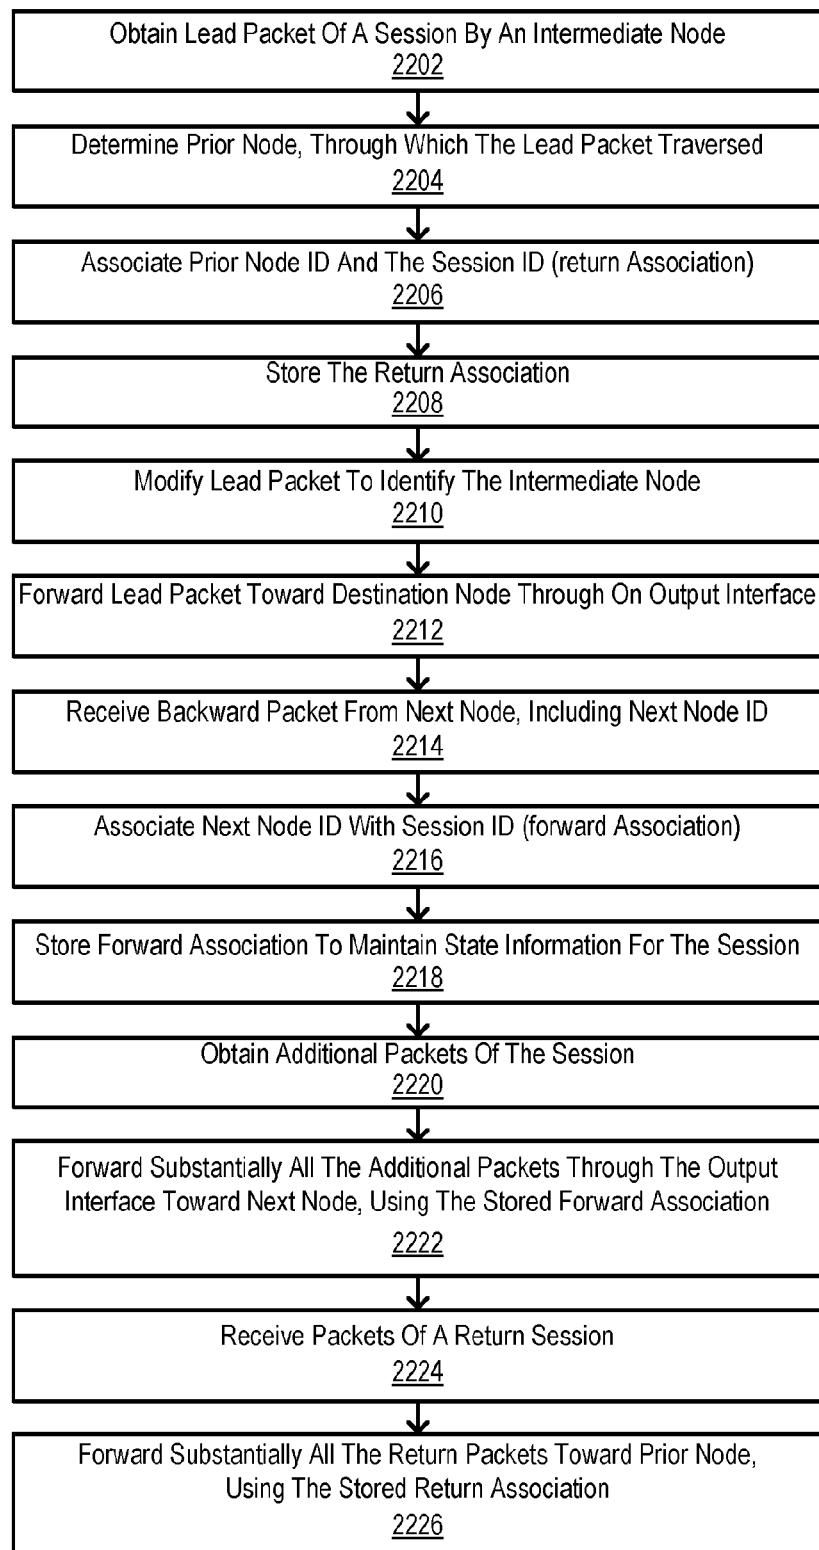 Obtain Lead Packet Of A Session By An Intermediate Node
2202
Determine Prior Node, Through Which The Lead Packet Traversed
2204
Associate Prior Node ID And The Session ID (return Association)
2206
Store The Return Association
2208
Modify Lead Packet To Identify The Intermediate Node
2210
Forward Lead Packet Toward Destination Node Through On Output Interface
2212
Receive Backward Packet From Next Node, Including Next Node ID
2214
Associate Next Node ID With Session ID (forward Association)
2216
Store Forward Association To Maintain State Information For The Session
2218
Obtain Additional Packets Of The Session
2220
Forward Substantially All The Additional Packets Through The Output
Interface Toward Next Node, Using The Stored Forward Association
2222
Receive Packets Of A Return Session
2224
Forward Substantially All The Return Packets Toward Prior Node,
Using The Stored Return Association
2226